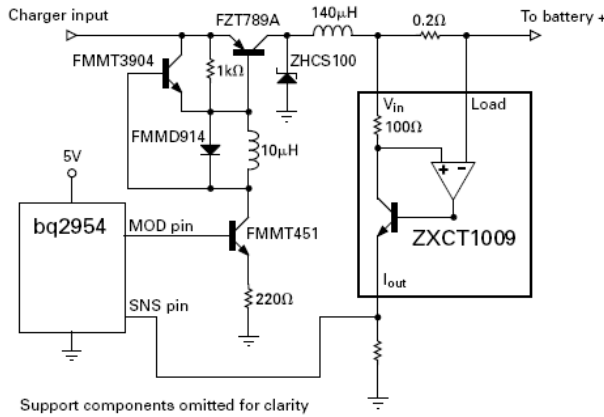 Charger input
FZT789A
140µH
0.2Ω
To battery +
FMMT3904
1kΩ
ZHCS100
FMMD914
10µH
Vin
Load
100Ω
+ −
5V
bq2954
MOD pin
FMMT451
ZXCT1009
SNS pin
220Ω
Iout
Support components omitted for clarity